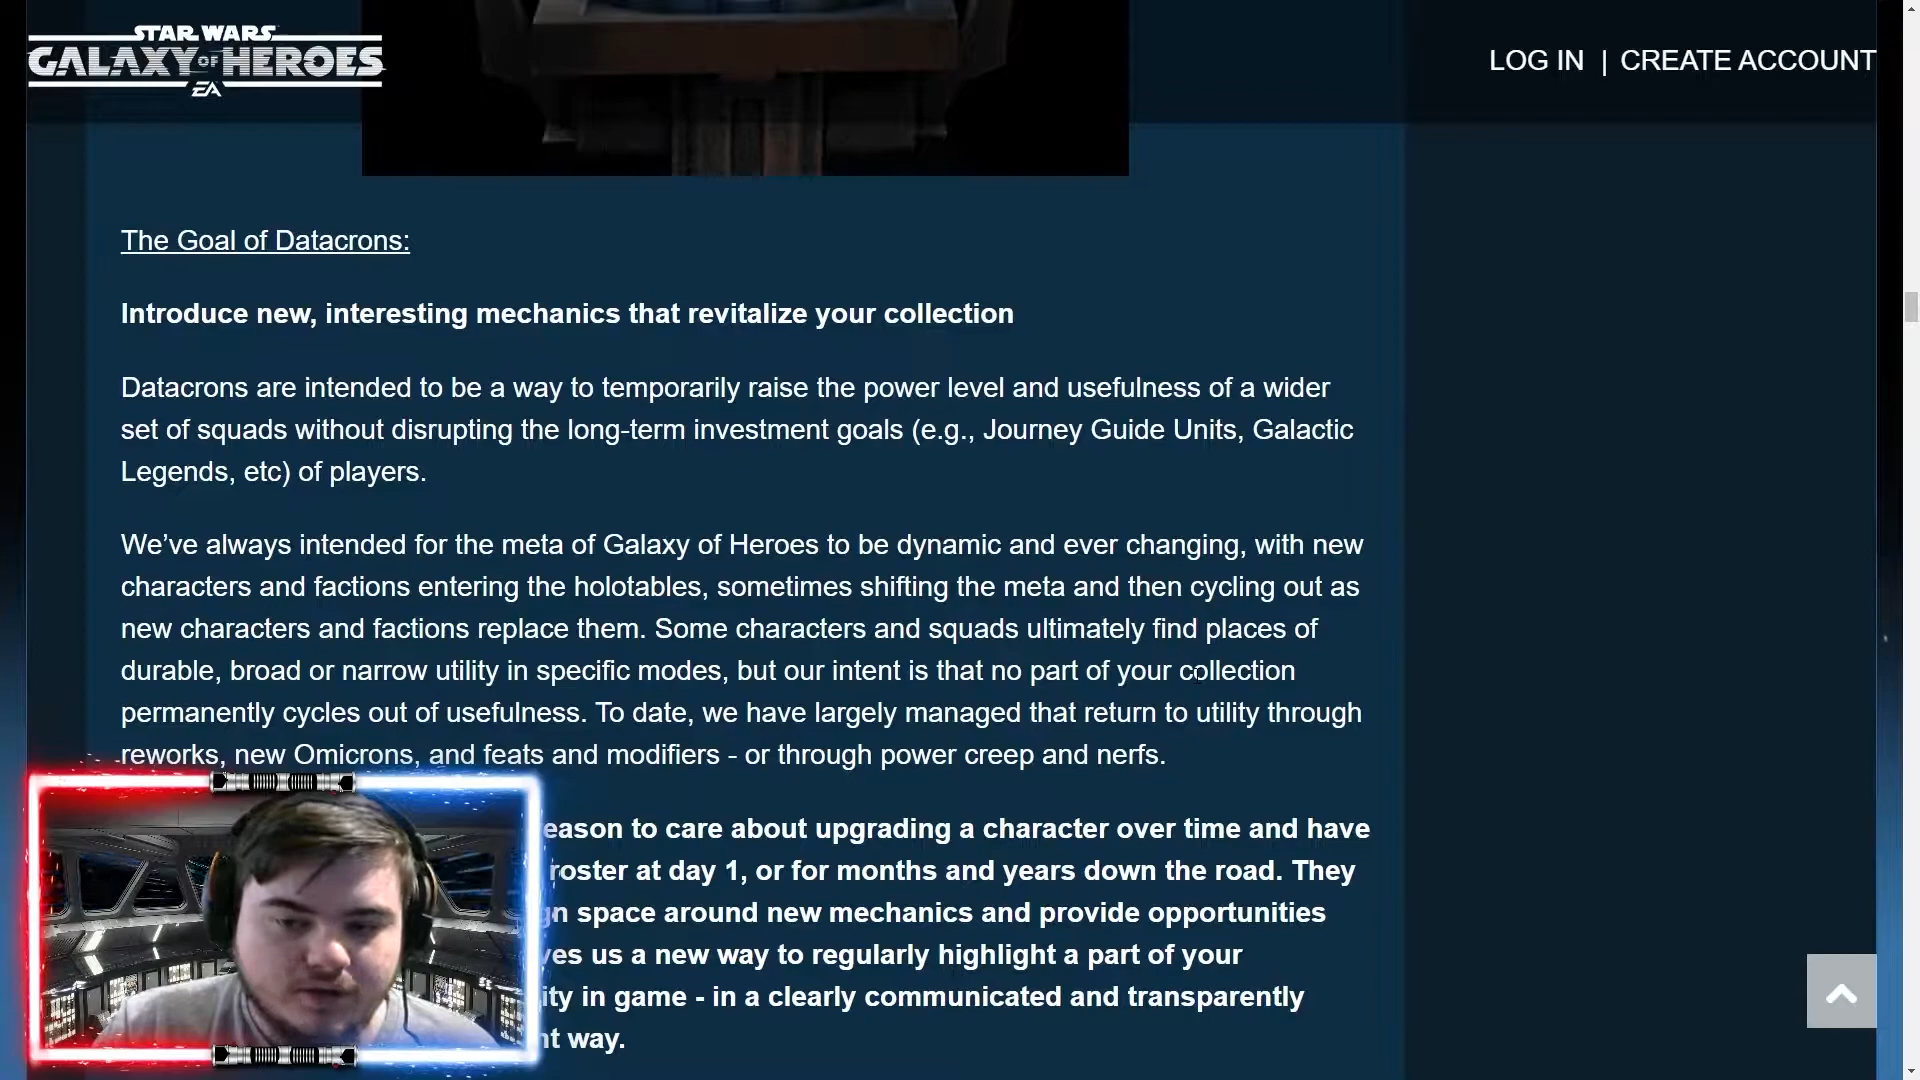 STAR WARS
GALAXY OF HEROES
EA
LOG IN | CREATE ACCOUNT
The Goal of Datacrons:
Introduce new, interesting mechanics that revitalize your collection
Datacrons are intended to be a way to temporarily raise the power level and usefulness of a wider
set of squads without disrupting the long-term investment goals (e.g., Journey Guide Units, Galactic
Legends, etc) of players.
We’ve always intended for the meta of Galaxy of Heroes to be dynamic and ever changing, with new
characters and factions entering the holotables, sometimes shifting the meta and then cycling out as
new characters and factions replace them. Some characters and squads ultimately find places of
durable, broad or narrow utility in specific modes, but our intent is that no part of your collection
permanently cycles out of usefulness. To date, we have largely managed that return to utility through
reworks, new Omicrons, and feats and modifiers - or through power creep and nerfs.
to care about upgrading a character over time and have
roster at day 1, or for months and years down the road. They
space around new mechanics and provide opportunities
us a new way to regularly highlight a part of your
in game - in a clearly communicated and transparently
way.